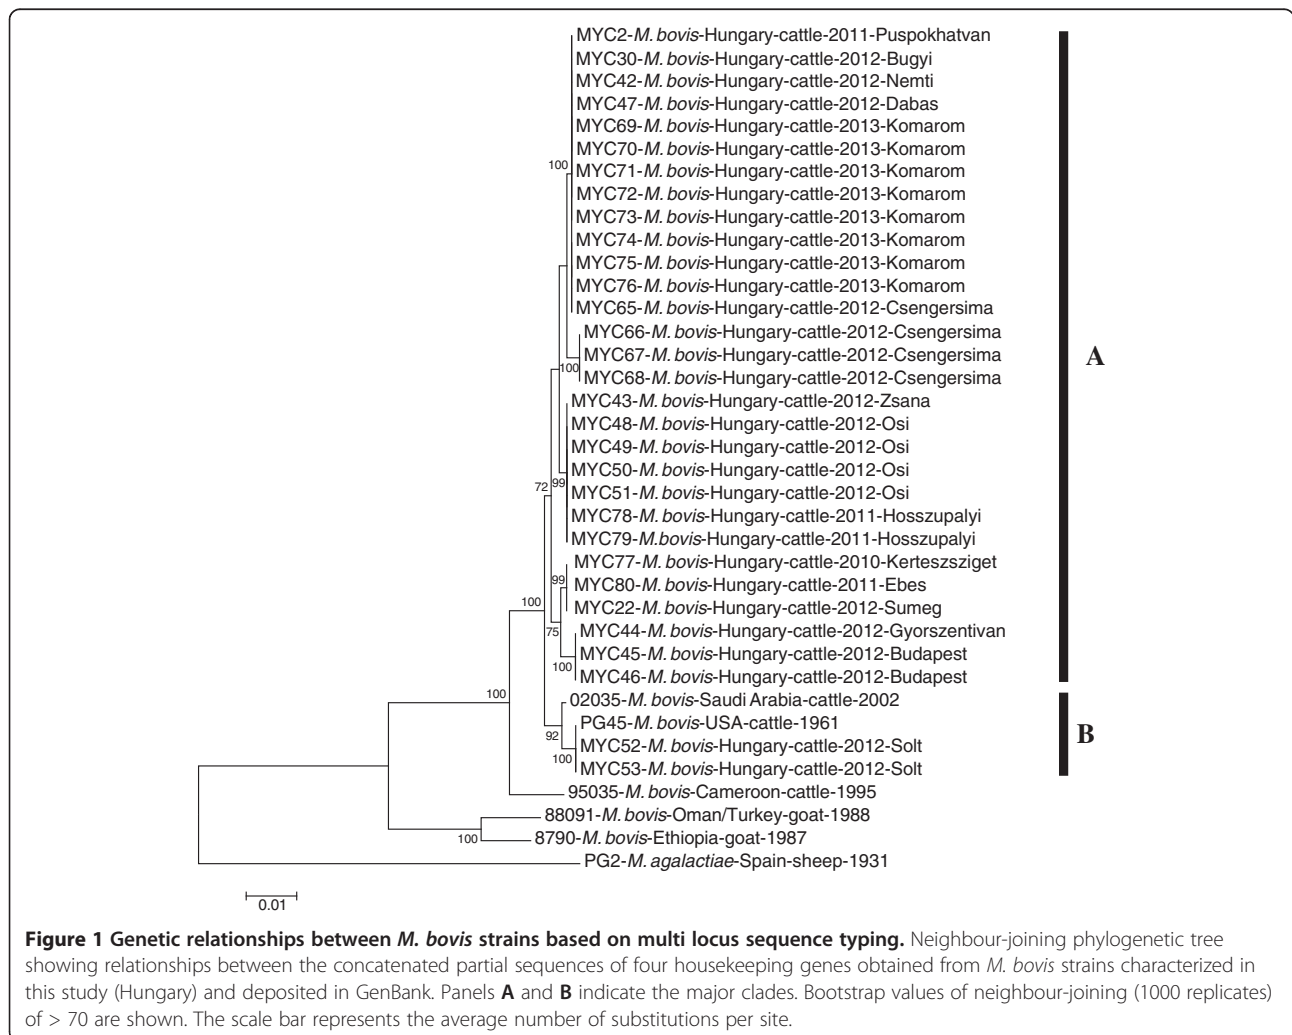 MYC2-M. bovis-Hungary-cattle-2011-Puspokhatvan
MYC30-M. bovis-Hungary-cattle-2012-Bugyi
MYC42-M. bovis-Hungary-cattle-2012-Nemti
MYC47-M. bovis-Hungary-cattle-2012-Dabas
MYC69-M. bovis-Hungary-cattle-2013-Komarom
MYC70-M. bovis-Hungary-cattle-2013-Komarom
100
MYC71-M. bovis-Hungary-cattle-2013-Komarom
MYC72-M. bovis-Hungary-cattle-2013-Komarom
MYC73-M. bovis-Hungary-cattle-2013-Komarom
MYC74-M. bovis-Hungary-cattle-2013-Komarom
MYC75-M. bovis-Hungary-cattle-2013-Komarom
MYC76-M. bovis-Hungary-cattle-2013-Komarom
MYC65-M. bovis-Hungary-cattle-2012-Csengersima
MYC66-M. bovis-Hungary-cattle-2012-Csengersima
MYC67-M. bovis-Hungary-cattle-2012-Csengersima
A
100
MYC68-M. bovis-Hungary-cattle-2012-Csengersima
MYC43-M. bovis-Hungary-cattle-2012-Zsana
MYC48-M. bovis-Hungary-cattle-2012-Osi
MYC49-M. bovis-Hungary-cattle-2012-Osi
MYC50-M. bovis-Hungary-cattle-2012-Osi
72
99
MYC51-M. bovis-Hungary-cattle-2012-Osi
MYC78-M. bovis-Hungary-cattle-2011-Hosszupalyi
MYC79-M.bovis-Hungary-cattle-2011-Hosszupalyi
MYC77-M. bovis-Hungary-cattle-2010-Kerteszsziget
99
MYC80-M. bovis-Hungary-cattle-2011-Ebes
100
MYC22-M. bovis-Hungary-cattle-2012-Sumeg
75
MYC44-M. bovis-Hungary-cattle-2012-Gyorszentivan
MYC45-M. bovis-Hungary-cattle-2012-Budapest
100
MYC46-M. bovis-Hungary-cattle-2012-Budapest
100
02035-M. bovis-Saudi Arabia-cattle-2002
PG45-M. bovis-USA-cattle-1961
92
B
MYC52-M. bovis-Hungary-cattle-2012-Solt
100
MYC53-M. bovis-Hungary-cattle-2012-Solt
95035-M. bovis-Cameroon-cattle-1995
88091-M. bovis-Oman/Turkey-goat-1988
100
8790-M. bovis-Ethiopia-goat-1987
PG2-M. agalactiae-Spain-sheep-1931
0.01
Figure 1 Genetic relationships between M. bovis strains based on multi locus sequence typing. Neighbour-joining phylogenetic tree
showing relationships between the concatenated partial sequences of four housekeeping genes obtained from M. bovis strains characterized in
this study (Hungary) and deposited in GenBank. Panels A and B indicate the major clades. Bootstrap values of neighbour-joining (1000 replicates)
of > 70 are shown. The scale bar represents the average number of substitutions per site.